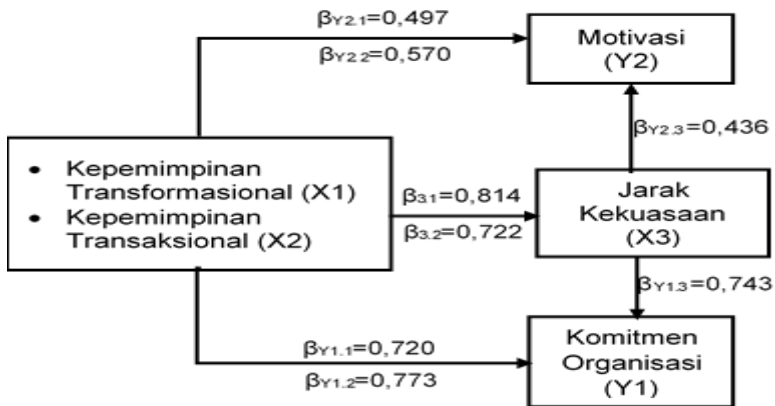 βY2.1=0,497
βY2.2=0,570
Motivasi
(Y2)
βY2.3=0,436
• Kepemimpinan
Transformasional (X1)
• Kepemimpinan
Transaksional (X2)
β3.1=0,814
β3.2=0,722
Jarak
Kekuasaan
(X3)
βY1.3=0,743
βY1.1=0,720
βY1.2=0,773
Komitmen
Organisasi
(Y1)